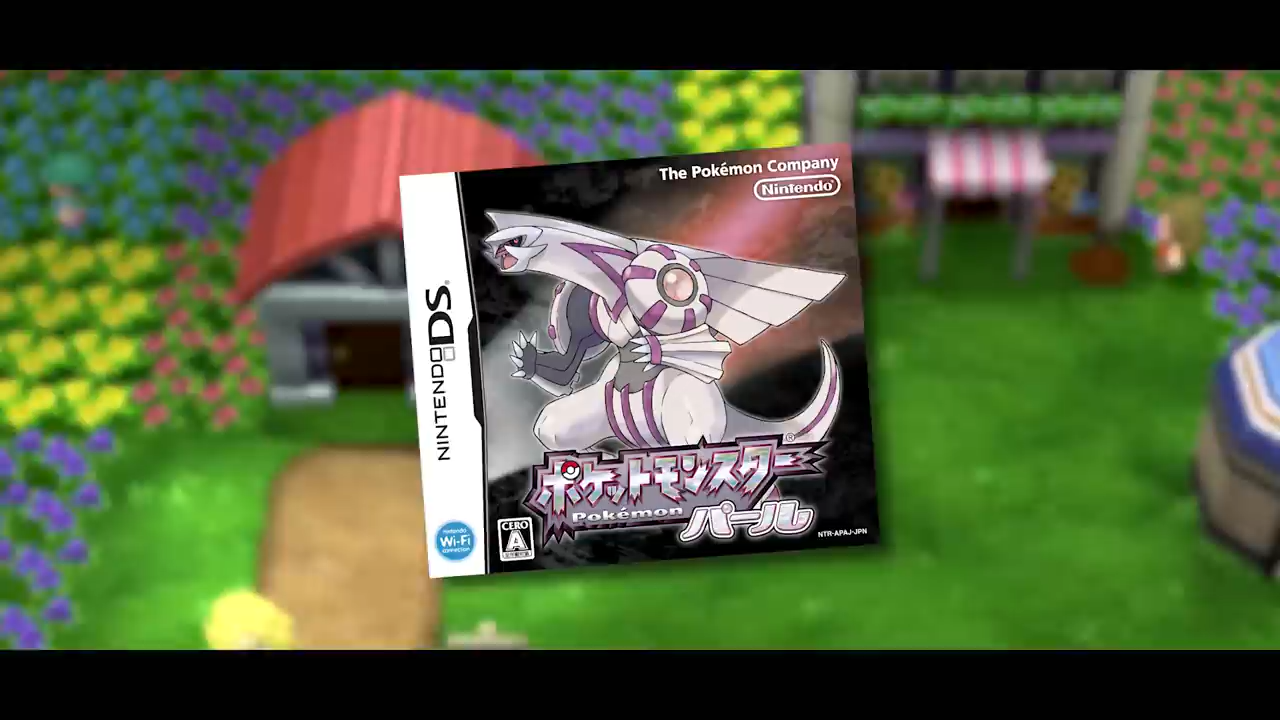 The Pokémon Company
Nintendo
NINTENDO DS
ポケットモンスター
Pokémon
パール
Nintendo
Wi-Fi
CONNECTION
CERO
A
NTR-APAJ-JPN